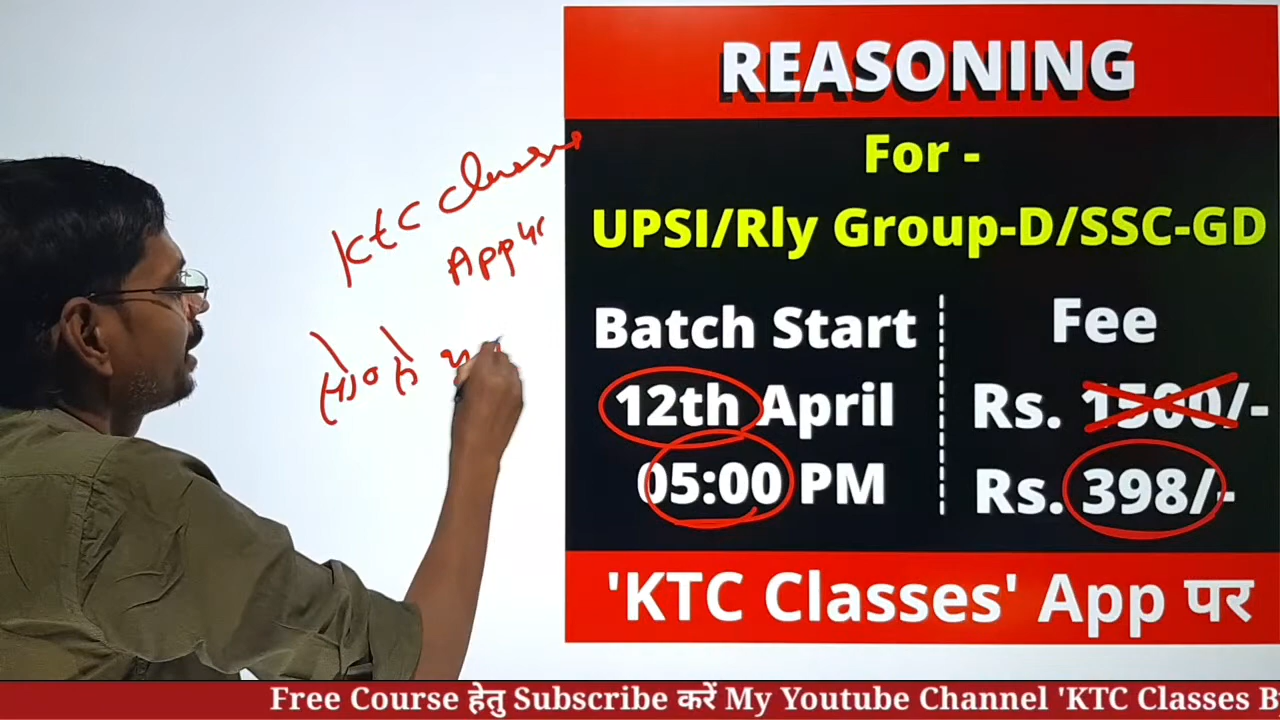 REASONING
For -
UPSI/Rly Group-D/SSC-GD
Batch Start
12th April
05:00 PM
Fee
Rs. 1500/-
Rs. 398/-
'KTC Classes' App पर
Ktc Classes
App पर
Free Course हेतु Subscribe करें My Youtube Channel 'KTC Classes B